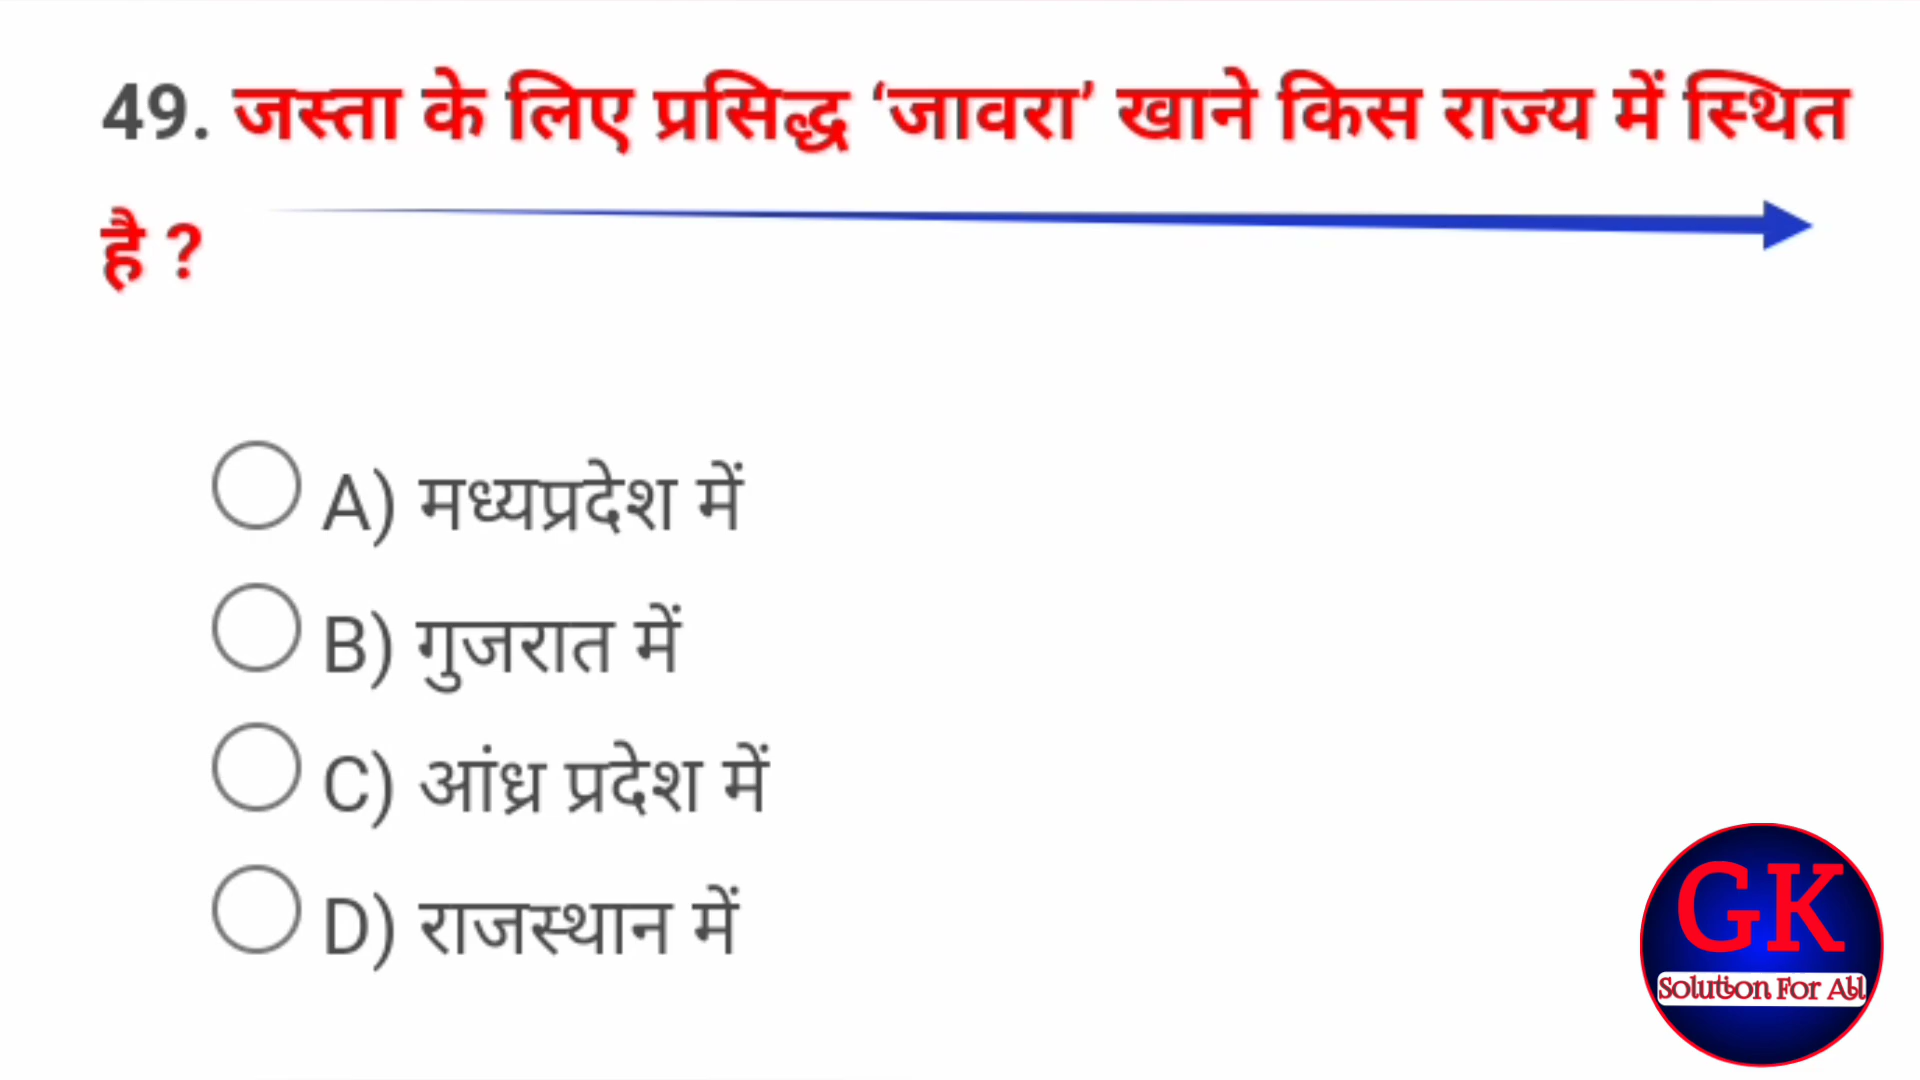 49. जस्ता के लिए प्रसिद्ध ‘जावरा’ खाने किस राज्य में स्थित
है ?
A) मध्यप्रदेश में
B) गुजरात में
C) आंध्र प्रदेश में
D) राजस्थान में
GK
Solution For All